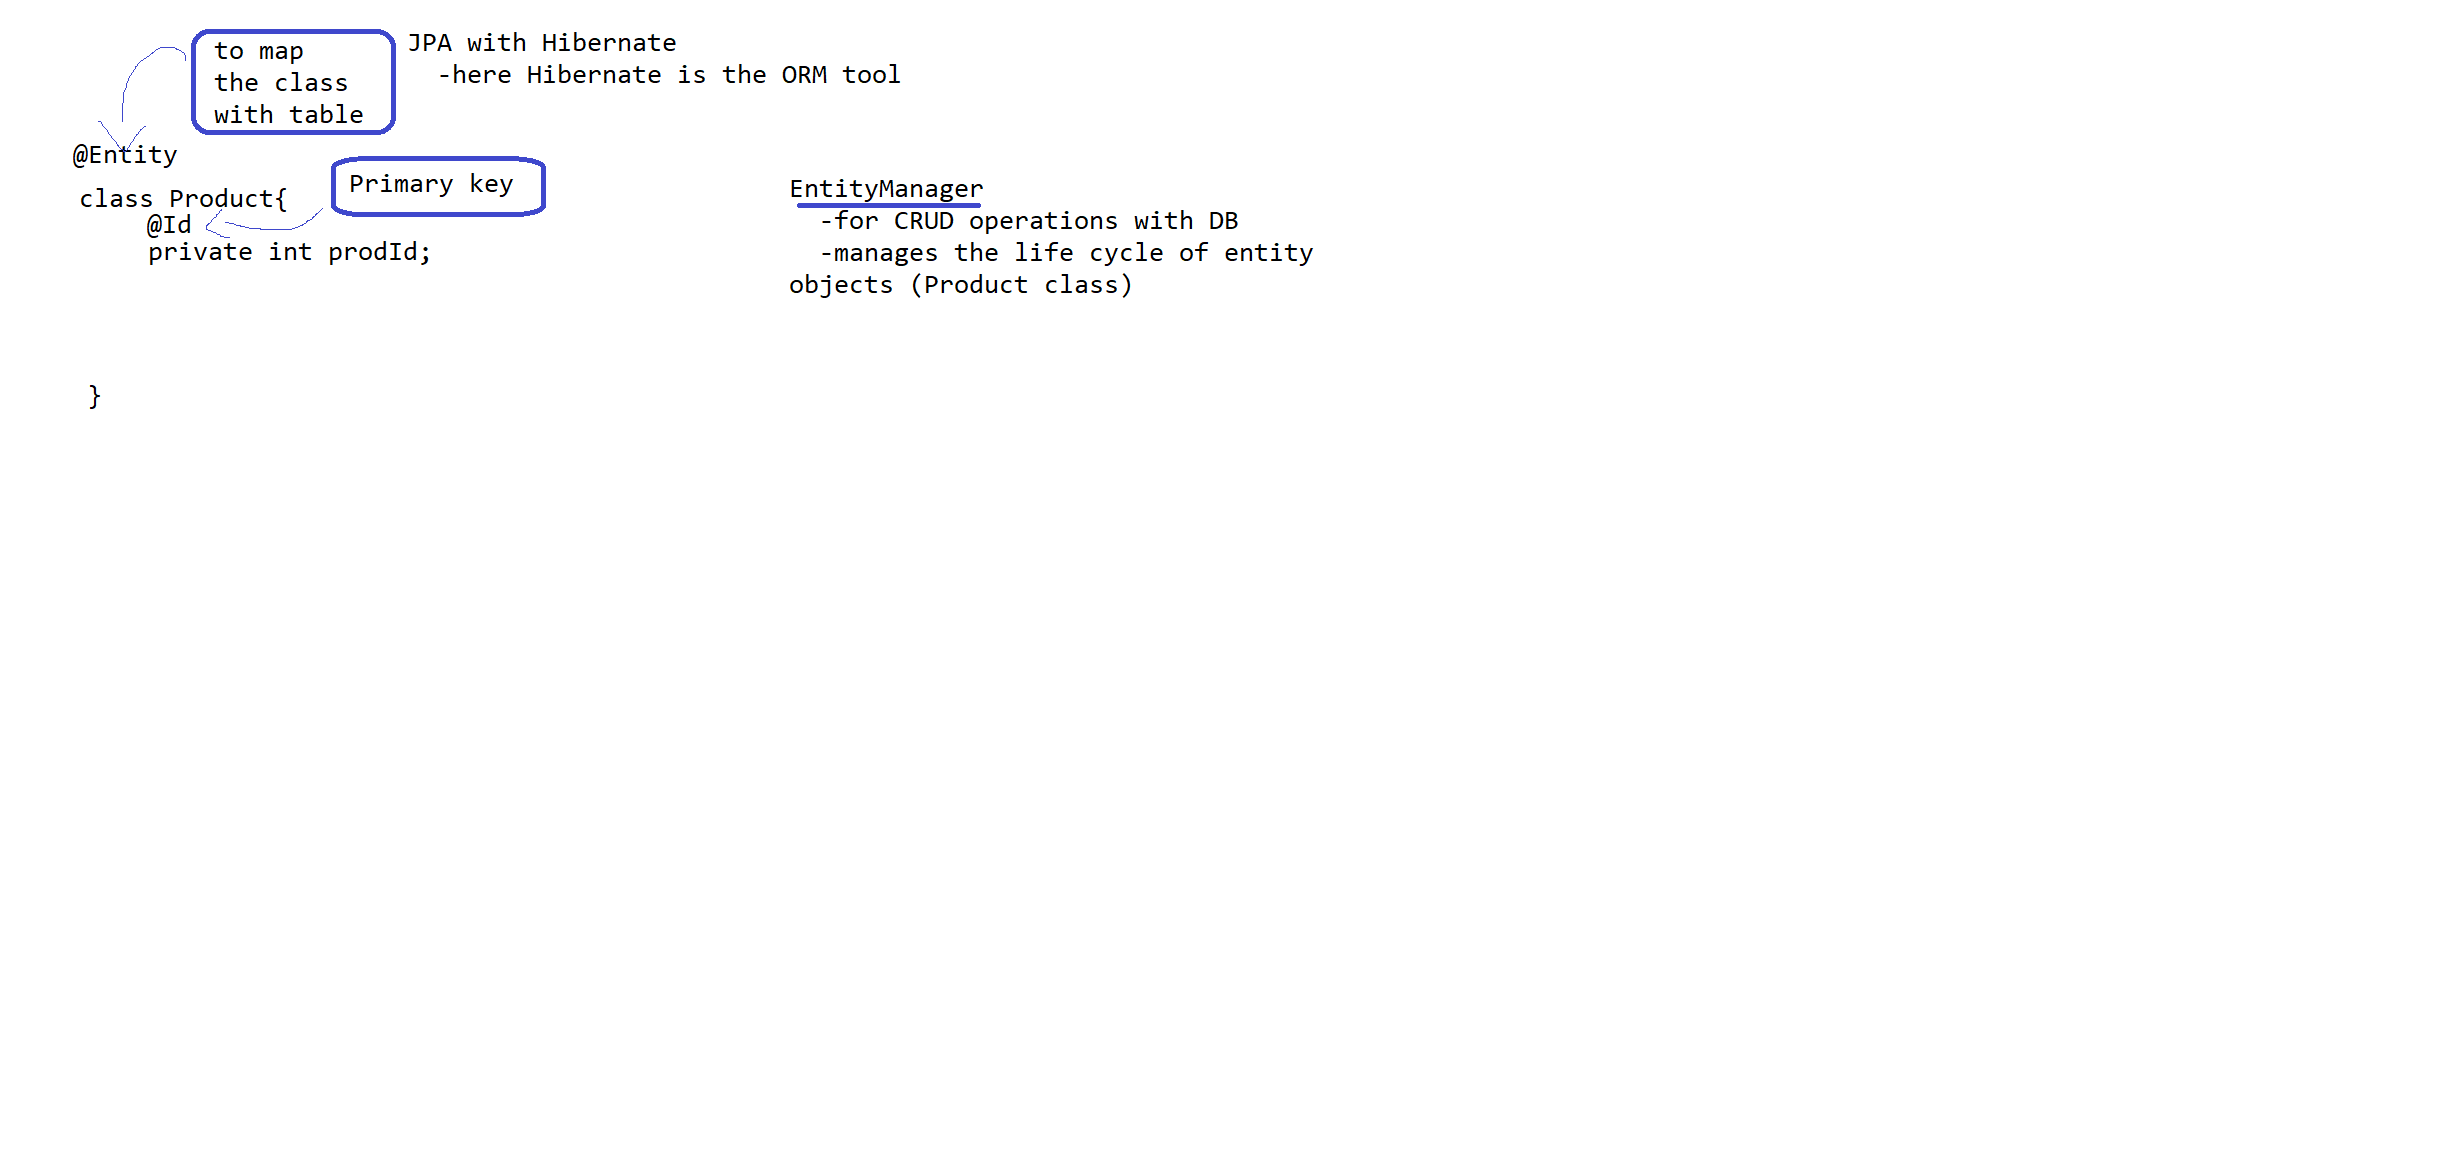 to map
the class
with table
JPA with Hibernate
-here Hibernate is the ORM tool
@Entity
class Product{
Primary key
@Id
private int prodId;
}
EntityManager
-for CRUD operations with DB
-manages the life cycle of entity
objects (Product class)